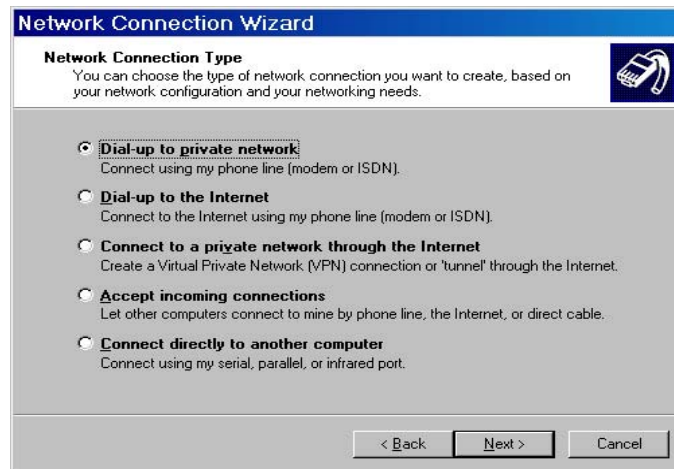 Network Connection Wizard
Network Connection Type
You can choose the type of network connection you want to create, based on
your network configuration and your networking needs.
Dial-up to private network
Connect using my phone line (modem or ISDN).
Dial-up to the Internet
Connect to the Internet using my phone line (modem or ISDN).
Connect to a private network through the Internet
Create a Virtual Private Network (VPN) connection or 'tunnel' through the Internet.
Accept incoming connections
Let other computers connect to mine by phone line, the Internet, or direct cable.
Connect directly to another computer
Connect using my serial, parallel, or infrared port.
< Back Next > Cancel